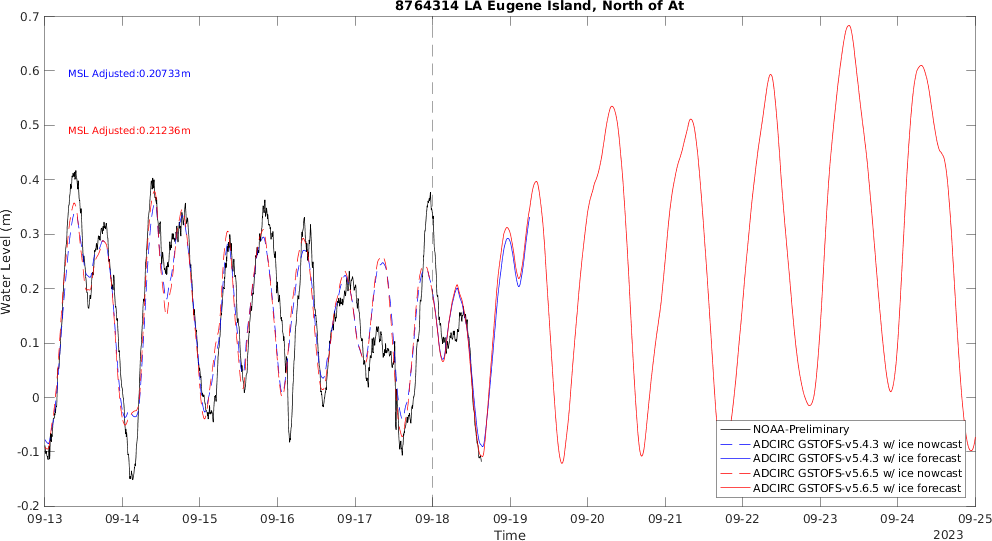 8764314 LA Eugene Island, North of At
0.7
0.6
0.5
0.4
0.3
0.2
0.1
0
-0.1
-0.2
Water Level (m)
MSL Adjusted:0.20733m
MSL Adjusted:0.21236m
NOAA-Preliminary
ADCIRC GSTOFS-v5.4.3 w/ ice nowcast
ADCIRC GSTOFS-v5.4.3 w/ ice forecast
ADCIRC GSTOFS-v5.6.5 w/ ice nowcast
ADCIRC GSTOFS-v5.6.5 w/ ice forecast
09-13 09-14 09-15 09-16 09-17 09-18 09-19 09-20 09-21 09-22 09-23 09-24 09-25
Time
2023